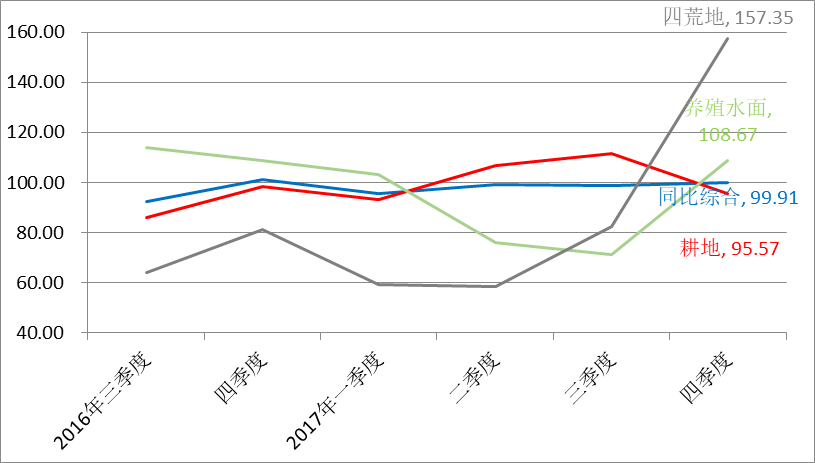 四荒地, 157.35
160.00
140.00
养殖水面,
108.67
120.00
100.00
同比综合, 99.91
80.00
耕地, 95.57
60.00
40.00
2016年三季度
四季度
2017年一季度
二季度
三季度
四季度